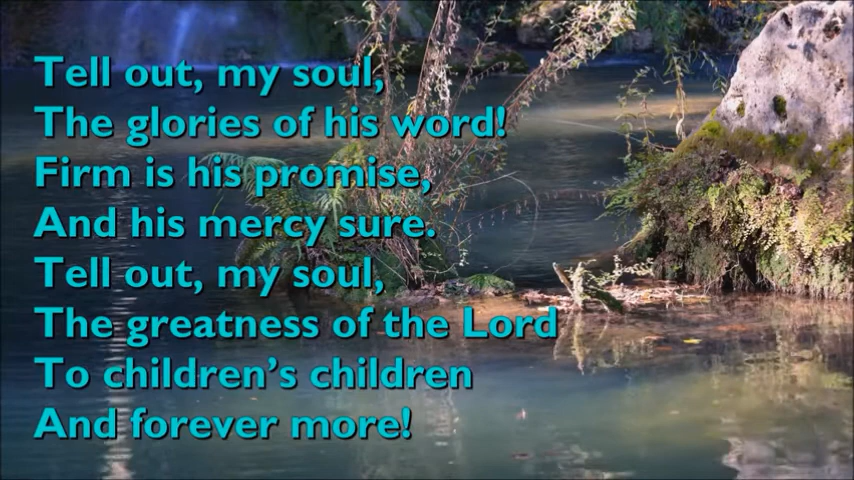 Tell out, my soul,
The glories of his word!
Firm is his promise,
And his mercy sure.
Tell out, my soul,
The greatness of the Lord
To children’s children
And forever more!